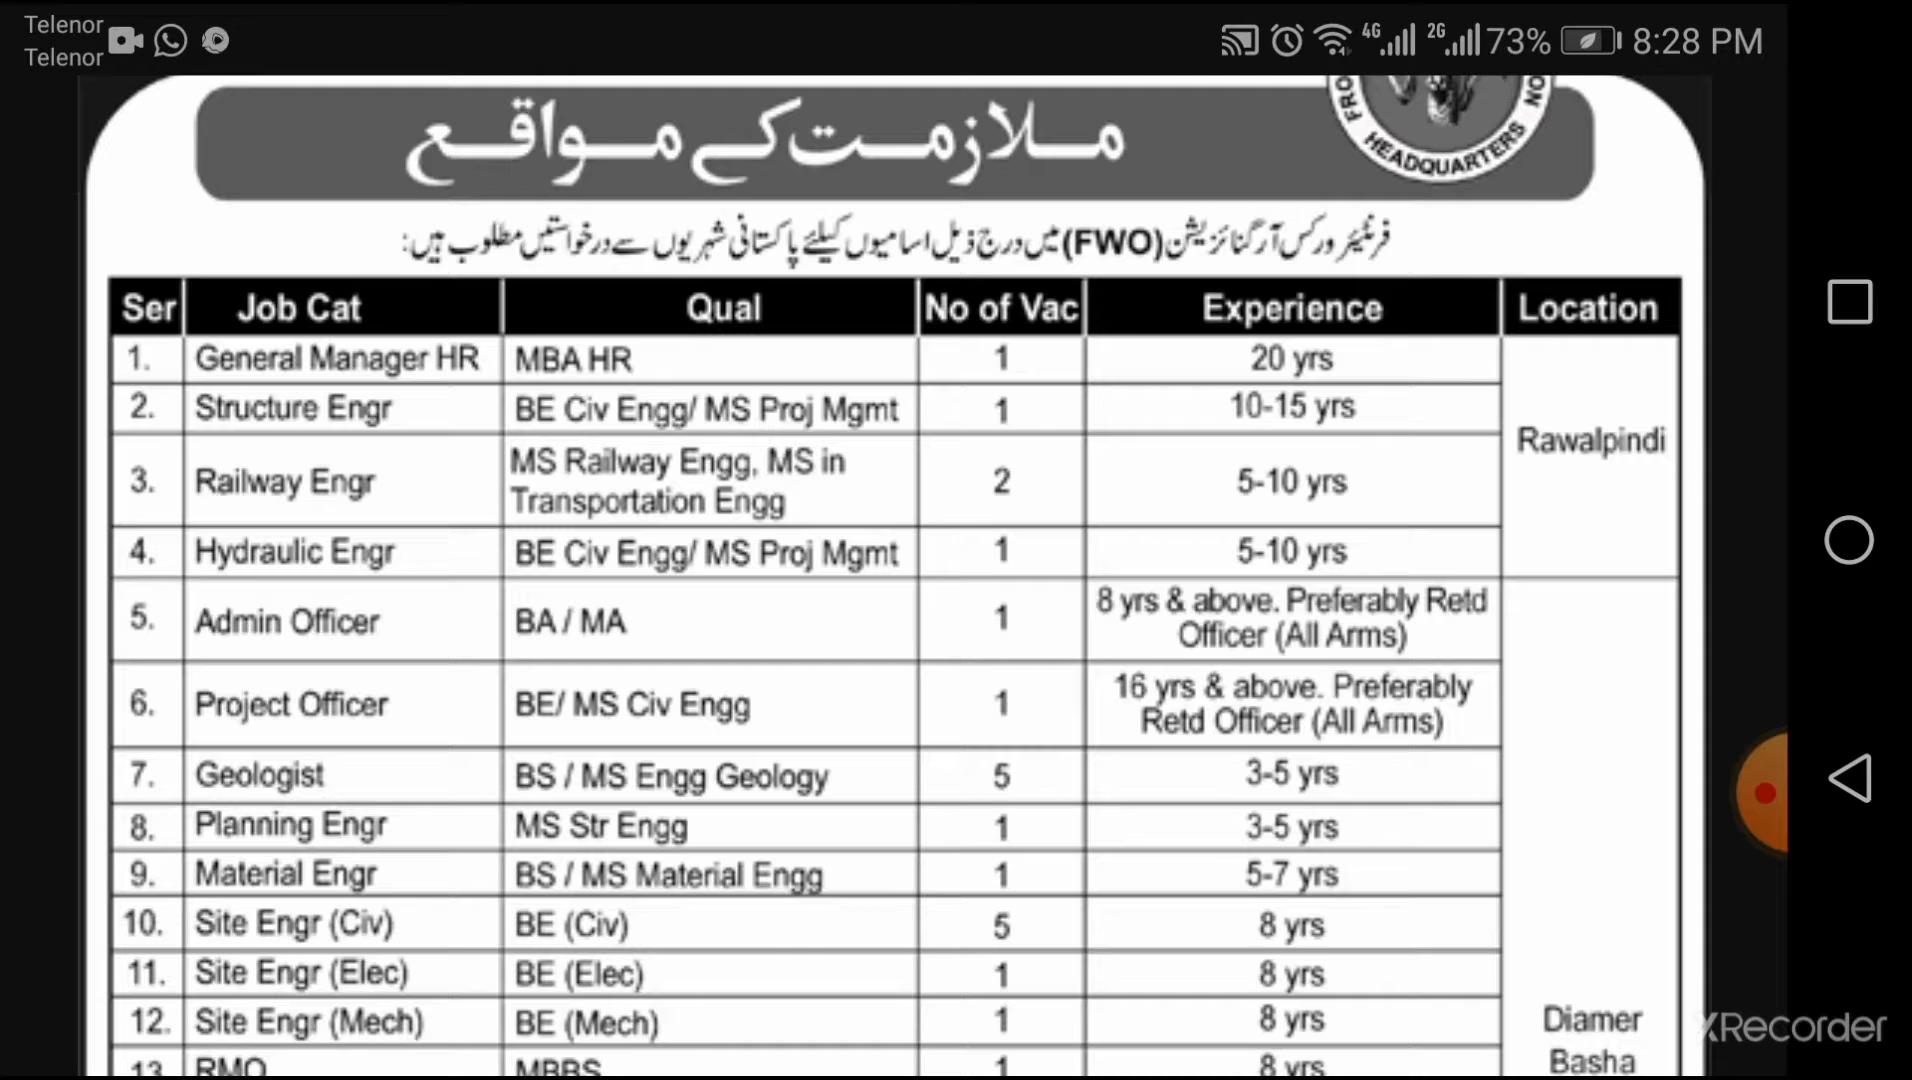 Telenor
Telenor
4G 2G 73% 8:28 PM
FRO HEADQUARTERS ON
ملازمت کے مواقع
فرنٹیئر ورکس آرگنائزیشن (FWO) میں درج ذیل اسامیوں کیلئے پاکستانی شہریوں سے درخواستیں مطلوب ہیں:
Ser Job Cat Qual No of Vac Experience Location
1. General Manager HR MBA HR 1 20 yrs
2. Structure Engr BE Civ Engg/ MS Proj Mgmt 1 10-15 yrs
Rawalpindi
3. Railway Engr MS Railway Engg, MS in
Transportation Engg 2 5-10 yrs
4. Hydraulic Engr BE Civ Engg/ MS Proj Mgmt 1 5-10 yrs
5. Admin Officer BA / MA 1 8 yrs & above. Preferably Retd
Officer (All Arms)
6. Project Officer BE/ MS Civ Engg 1 16 yrs & above. Preferably
Retd Officer (All Arms)
7. Geologist BS / MS Engg Geology 5 3-5 yrs
8. Planning Engr MS Str Engg 1 3-5 yrs
9. Material Engr BS / MS Material Engg 1 5-7 yrs
10. Site Engr (Civ) BE (Civ) 5 8 yrs
11. Site Engr (Elec) BE (Elec) 1 8 yrs
12. Site Engr (Mech) BE (Mech) 1 8 yrs Diamer
13. RMO MBBS 1 8 yrs Basha
XRecorder